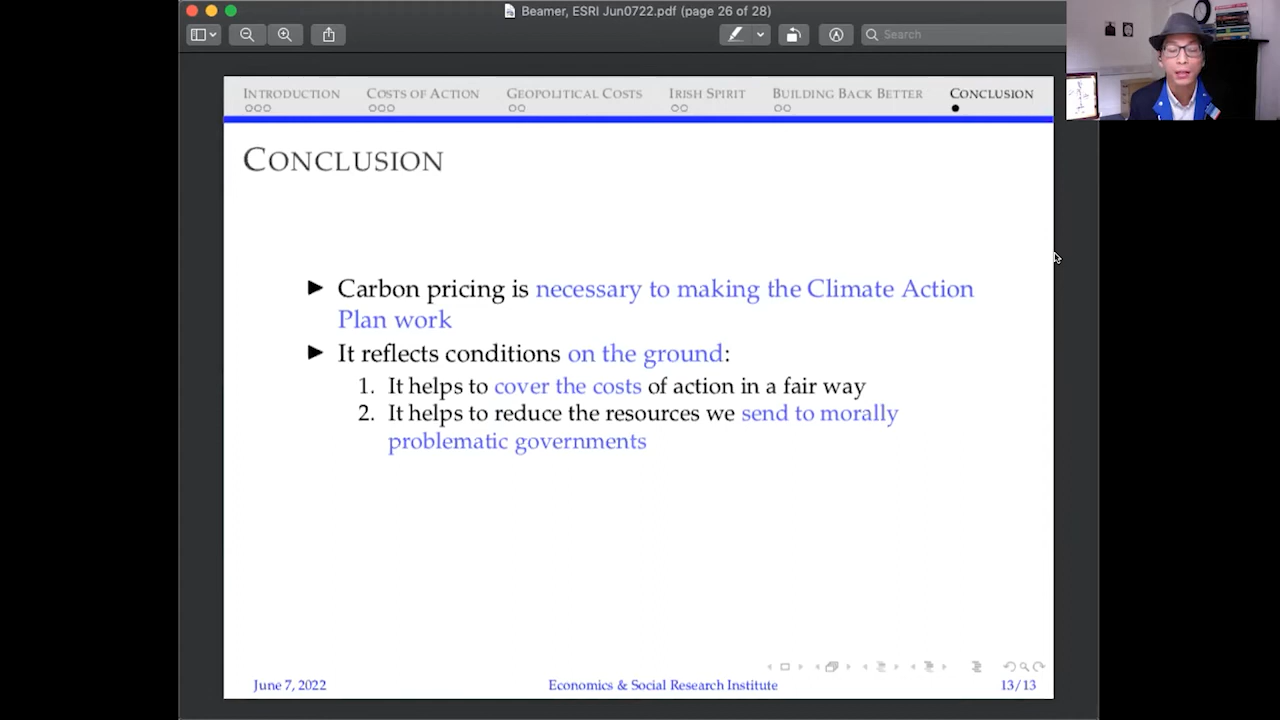 Beamer, ESRI Jun0722.pdf (page 26 of 28)
Search
INTRODUCTION COSTS OF ACTION GEOPOLITICAL COSTS IRISH SPIRIT BUILDING BACK BETTER CONCLUSION
CONCLUSION
Carbon pricing is necessary to making the Climate Action
Plan work
It reflects conditions on the ground:
1. It helps to cover the costs of action in a fair way
2. It helps to reduce the resources we send to morally
problematic governments
June 7, 2022 Economics & Social Research Institute 13/13